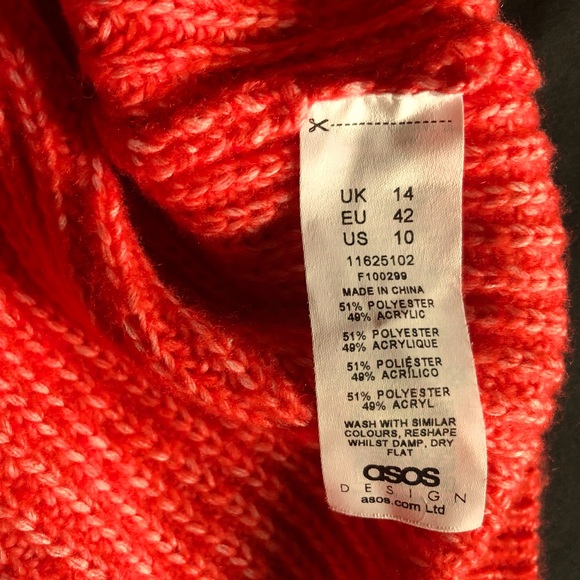 UK 14
EU 42
US 10
11625102
F100299
MADE IN CHINA
51% POLYESTER
49% ACRYLIC
51% POLYESTER
49% ACRYLIQUE
51% POLIÉSTER
49% ACRÍLICO
51% POLYESTER
49% ACRYL
WASH WITH SIMILAR
COLOURS, RESHAPE
WHILST DAMP, DRY
FLAT
asos
DESIGN
asos.com Ltd